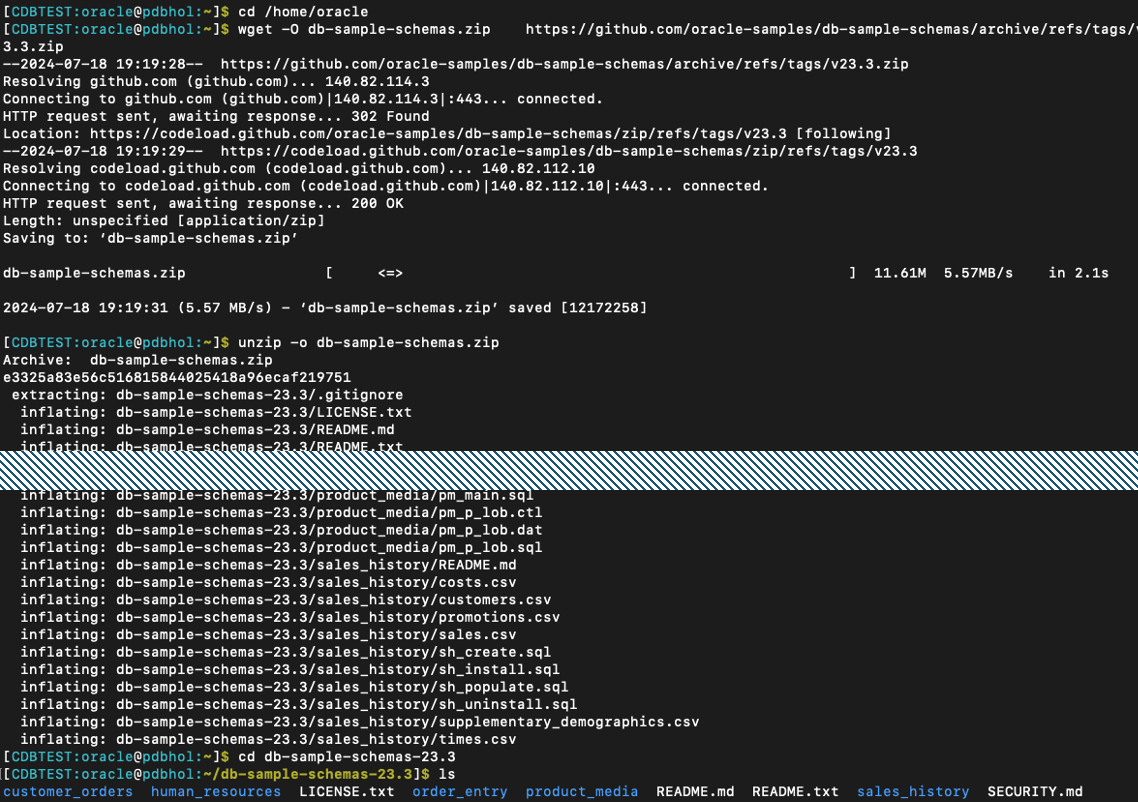 [CDBTEST:oracle@pdbhol:~]$ cd /home/oracle
[CDBTEST:oracle@pdbhol:~]$ wget -O db-sample-schemas.zip    https://github.com/oracle-samples/db-sample-schemas/archive/refs/tags/v
3.3.zip
--2024-07-18 19:19:28--  https://github.com/oracle-samples/db-sample-schemas/archive/refs/tags/v23.3.zip
Resolving github.com (github.com)... 140.82.114.3
Connecting to github.com (github.com)|140.82.114.3|:443... connected.
HTTP request sent, awaiting response... 302 Found
Location: https://codeload.github.com/oracle-samples/db-sample-schemas/zip/refs/tags/v23.3 [following]
--2024-07-18 19:19:29--  https://codeload.github.com/oracle-samples/db-sample-schemas/zip/refs/tags/v23.3
Resolving codeload.github.com (codeload.github.com)... 140.82.112.10
Connecting to codeload.github.com (codeload.github.com)|140.82.112.10|:443... connected.
HTTP request sent, awaiting response... 200 OK
Length: unspecified [application/zip]
Saving to: ‘db-sample-schemas.zip’
db-sample-schemas.zip                [     <=>                                                    ]  11.61M  5.57MB/s    in 2.1s
2024-07-18 19:19:31 (5.57 MB/s) - ‘db-sample-schemas.zip’ saved [12172258]
[CDBTEST:oracle@pdbhol:~]$ unzip -o db-sample-schemas.zip
Archive:  db-sample-schemas.zip
e3325a83e56c516815844025418a96ecaf219751
 extracting: db-sample-schemas-23.3/.gitignore
  inflating: db-sample-schemas-23.3/LICENSE.txt
  inflating: db-sample-schemas-23.3/README.md
  inflating: db-sample-schemas-23.3/README.txt
  inflating: db-sample-schemas-23.3/product_media/pm_main.sql
  inflating: db-sample-schemas-23.3/product_media/pm_p_lob.ctl
  inflating: db-sample-schemas-23.3/product_media/pm_p_lob.dat
  inflating: db-sample-schemas-23.3/product_media/pm_p_lob.sql
  inflating: db-sample-schemas-23.3/sales_history/README.md
  inflating: db-sample-schemas-23.3/sales_history/costs.csv
  inflating: db-sample-schemas-23.3/sales_history/customers.csv
  inflating: db-sample-schemas-23.3/sales_history/promotions.csv
  inflating: db-sample-schemas-23.3/sales_history/sales.csv
  inflating: db-sample-schemas-23.3/sales_history/sh_create.sql
  inflating: db-sample-schemas-23.3/sales_history/sh_install.sql
  inflating: db-sample-schemas-23.3/sales_history/sh_populate.sql
  inflating: db-sample-schemas-23.3/sales_history/sh_uninstall.sql
  inflating: db-sample-schemas-23.3/sales_history/supplementary_demographics.csv
  inflating: db-sample-schemas-23.3/sales_history/times.csv
[CDBTEST:oracle@pdbhol:~]$ cd db-sample-schemas-23.3
[[CDBTEST:oracle@pdbhol:~/db-sample-schemas-23.3]$ ls
customer_orders  human_resources  LICENSE.txt  order_entry  product_media  README.md  README.txt  sales_history  SECURITY.md